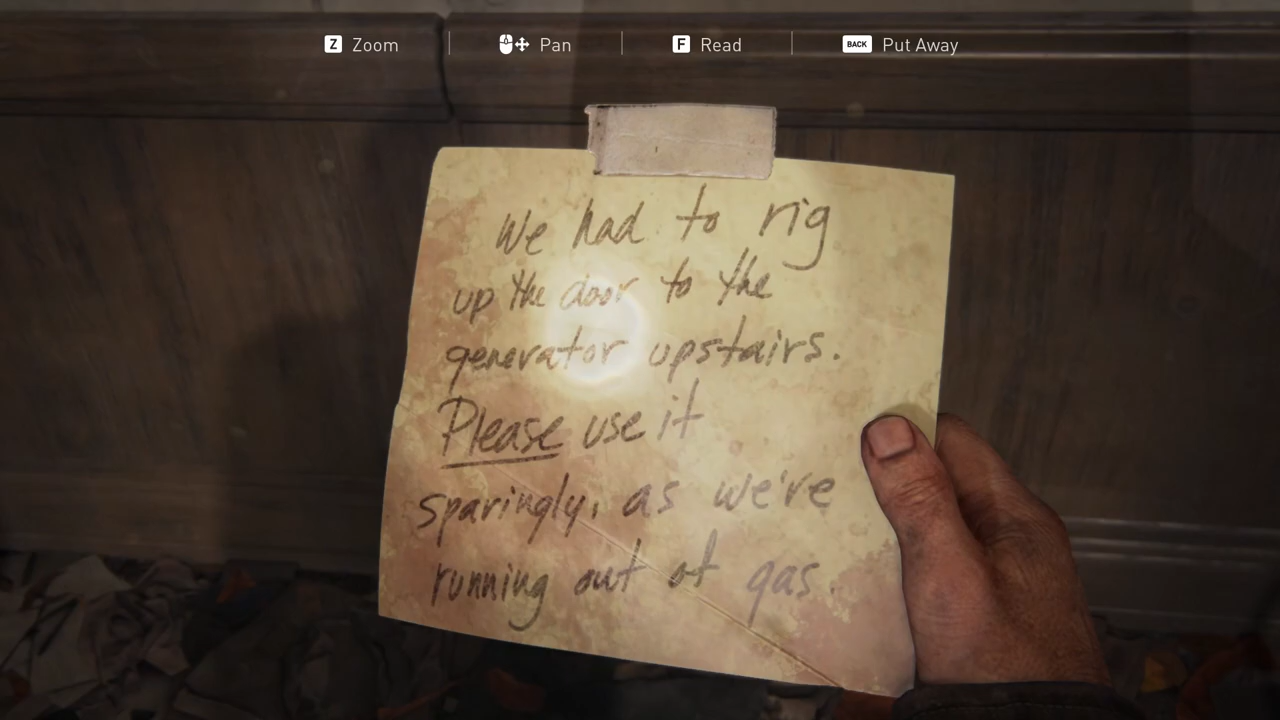 Z Zoom
Pan
F Read
BACK Put Away
We had to rig
up the door to the
generator upstairs.
Please use it
sparingly, as we're
running out of gas.